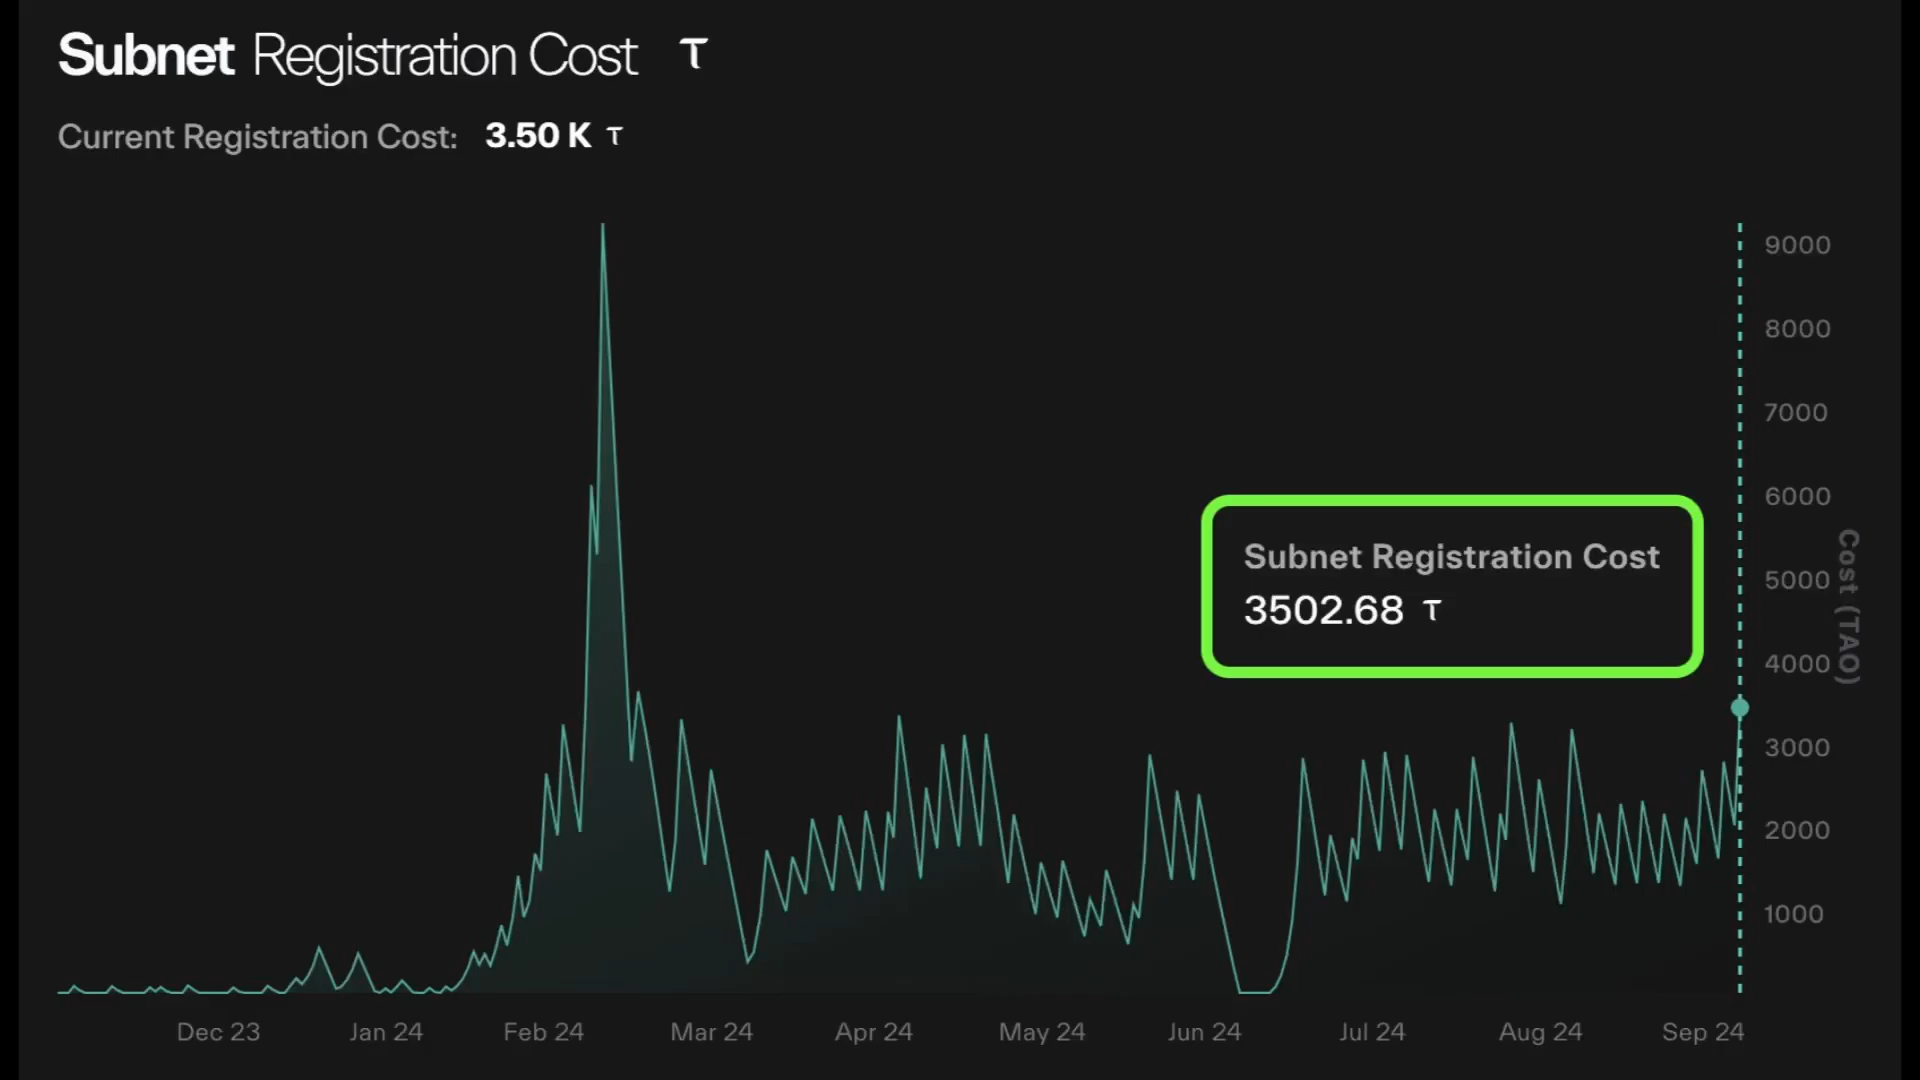 Subnet Registration Cost τ
Current Registration Cost: 3.50 K τ
9000
8000
7000
6000
5000
4000
3000
2000
1000
Cost (TAO)
Subnet Registration Cost
3502.68 τ
Dec 23
Jan 24
Feb 24
Mar 24
Apr 24
May 24
Jun 24
Jul 24
Aug 24
Sep 24